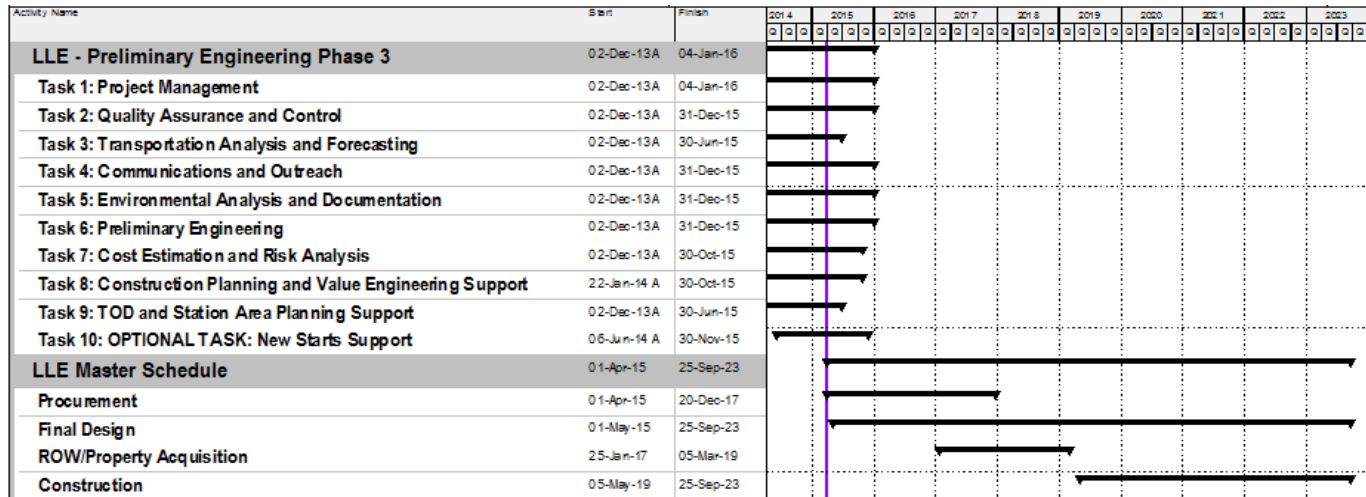 Activity Name Start Finish 2014 2015 2016 2017 2018 2019 2020 2021 2022 2023
Q Q Q Q Q Q Q Q Q Q Q Q Q Q Q Q Q Q Q Q Q Q Q Q Q Q Q Q Q Q Q Q Q Q Q Q Q Q Q
LLE - Preliminary Engineering Phase 3 02-Dec-13A 04-Jan-16
Task 1: Project Management 02-Dec-13A 04-Jan-16
Task 2: Quality Assurance and Control 02-Dec-13A 31-Dec-15
Task 3: Transportation Analysis and Forecasting 02-Dec-13A 30-Jun-15
Task 4: Communications and Outreach 02-Dec-13A 31-Dec-15
Task 5: Environmental Analysis and Documentation 02-Dec-13A 31-Dec-15
Task 6: Preliminary Engineering 02-Dec-13A 31-Dec-15
Task 7: Cost Estimation and Risk Analysis 02-Dec-13A 30-Oct-15
Task 8: Construction Planning and Value Engineering Support 22-Jan-14 A 30-Oct-15
Task 9: TOD and Station Area Planning Support 02-Dec-13A 30-Jun-15
Task 10: OPTIONAL TASK: New Starts Support 06-Jun-14 A 30-Nov-15
LLE Master Schedule 01-Apr-15 25-Sep-23
Procurement 01-Apr-15 20-Dec-17
Final Design 01-May-15 25-Sep-23
ROW/Property Acquisition 25-Jan-17 05-Mar-19
Construction 05-May-19 25-Sep-23